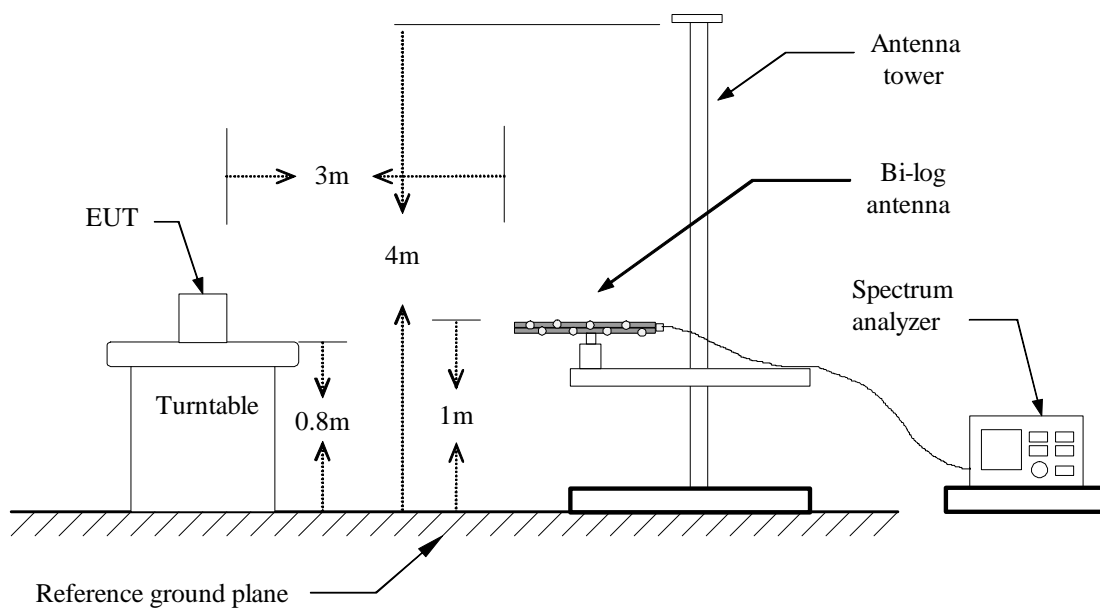 Antenna
tower
3m
Bi-log
antenna
EUT
4m
Spectrum
analyzer
Turntable
0.8m
1m
Reference ground plane